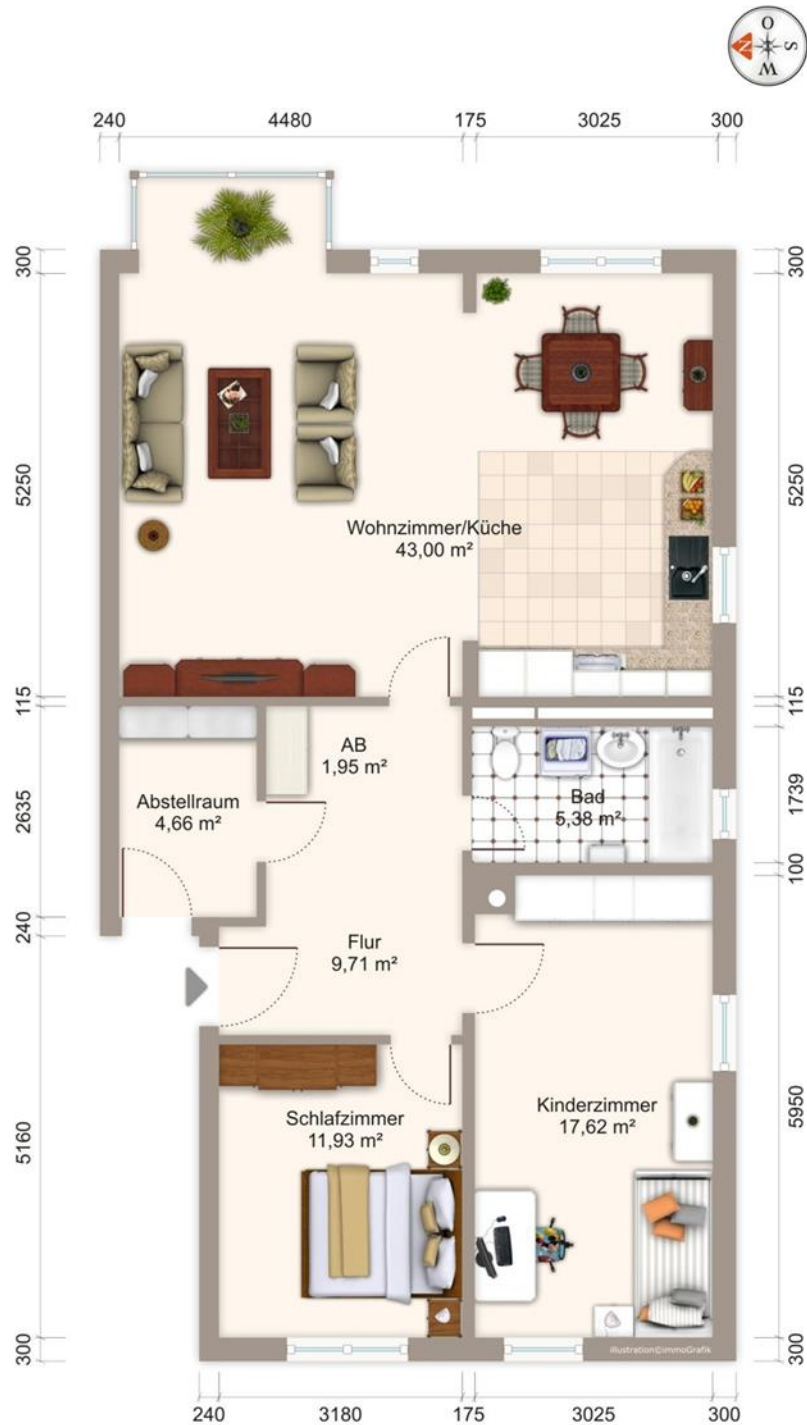 O
N S
W
240 4480 175 3025 300
300 300
5250 5250
Wohnzimmer/Küche
43,00 m²
115 115
AB
1,95 m²
Abstellraum
4,66 m²
2635
Bad
5,38 m²
1739
100
240
Flur
9,71 m²
Kinderzimmer
17,62 m²
Schlafzimmer
11,93 m²
5160 5950
300 300
illustration©immoGrafik
240 3180 175 3025 300